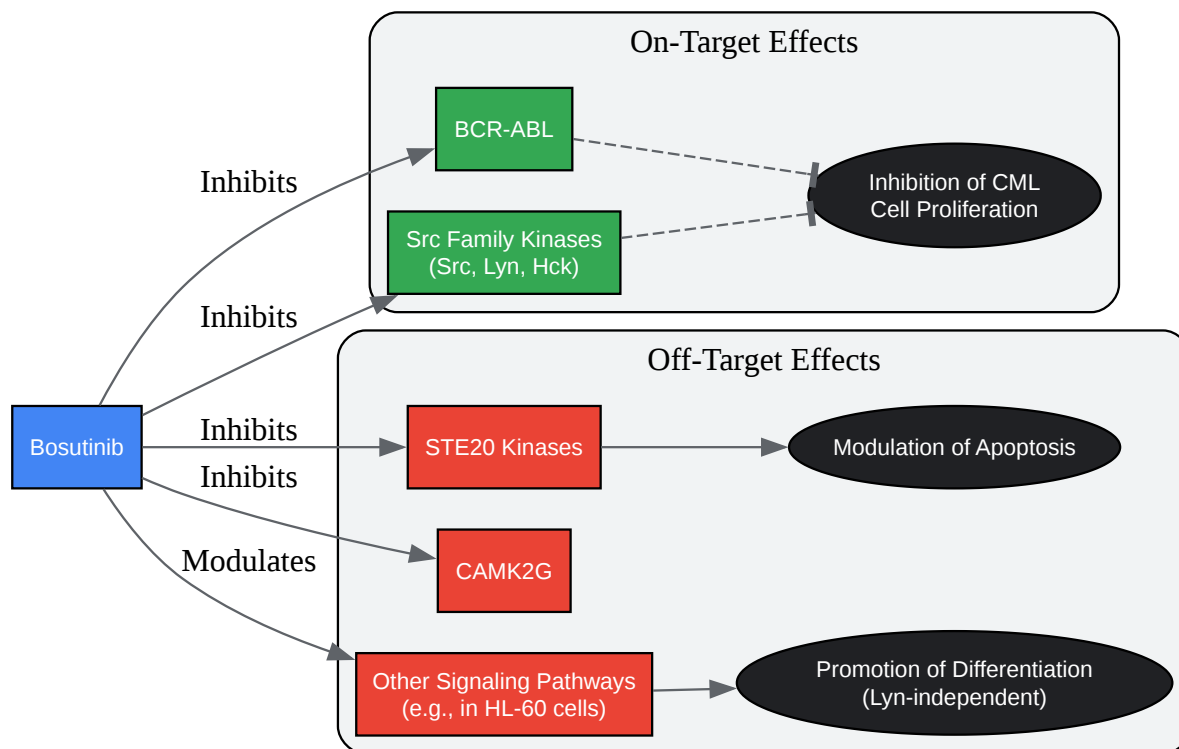 On-Target Effects
BCR-ABL
Inhibits
Inhibition of CML
Cell Proliferation
Src Family Kinases
(Src, Lyn, Hck)
Inhibits
Off-Target Effects
Bosutinib
Inhibits
STE20 Kinases
Modulation of Apoptosis
Inhibits
CAMK2G
Modulates
Other Signaling Pathways
(e.g., in HL-60 cells)
Promotion of Differentiation
(Lyn-independent)